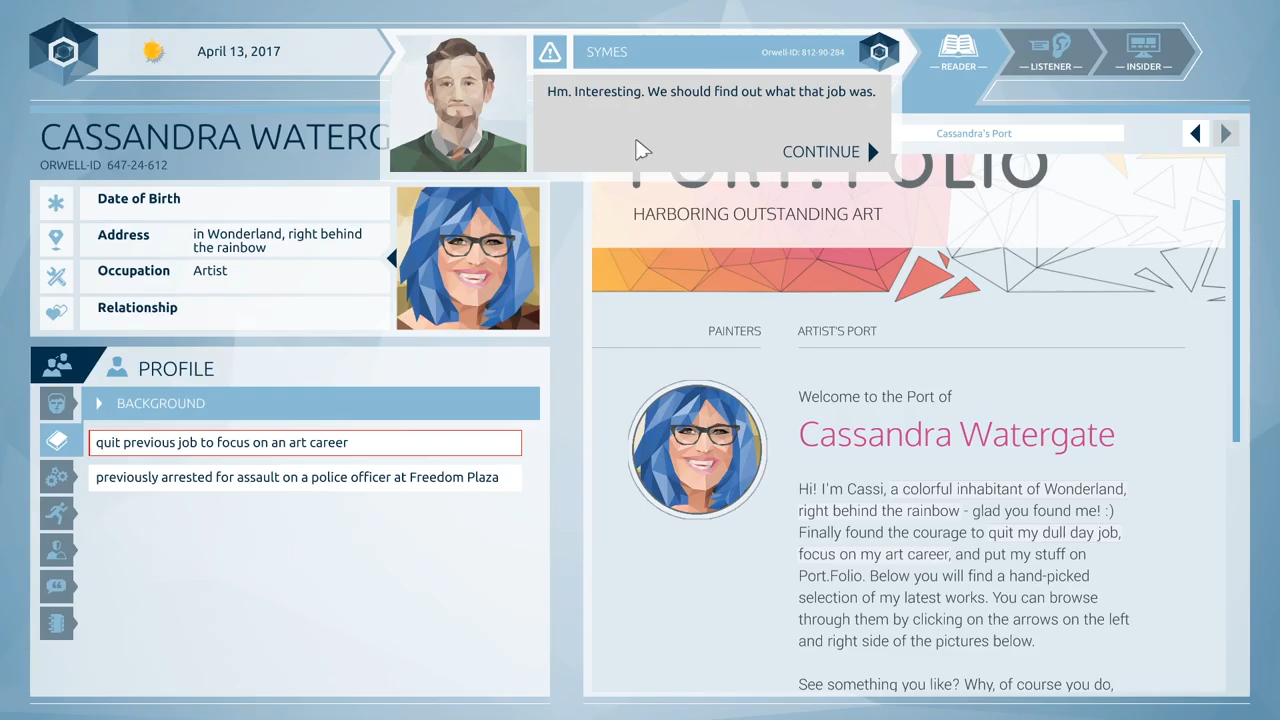 April 13, 2017
SYMES
Orwell-ID: 812-90-284
Hm. Interesting. We should find out what that job was.
CONTINUE
— READER —
— LISTENER —
— INSIDER —
CASSANDRA WATERG
ORWELL-ID 647-24-612
Date of Birth
Address in Wonderland, right behind
the rainbow
Occupation Artist
Relationship
PROFILE
BACKGROUND
quit previous job to focus on an art career
previously arrested for assault on a police officer at Freedom Plaza
Cassandra's Port
PORT.FOLIO
HARBORING OUTSTANDING ART
PAINTERS
ARTIST'S PORT
Welcome to the Port of
Cassandra Watergate
Hi! I'm Cassi, a colorful inhabitant of Wonderland,
right behind the rainbow - glad you found me! :)
Finally found the courage to quit my dull day job,
focus on my art career, and put my stuff on
Port.Folio. Below you will find a hand-picked
selection of my latest works. You can browse
through them by clicking on the arrows on the left
and right side of the pictures below.
See something you like? Why, of course you do,